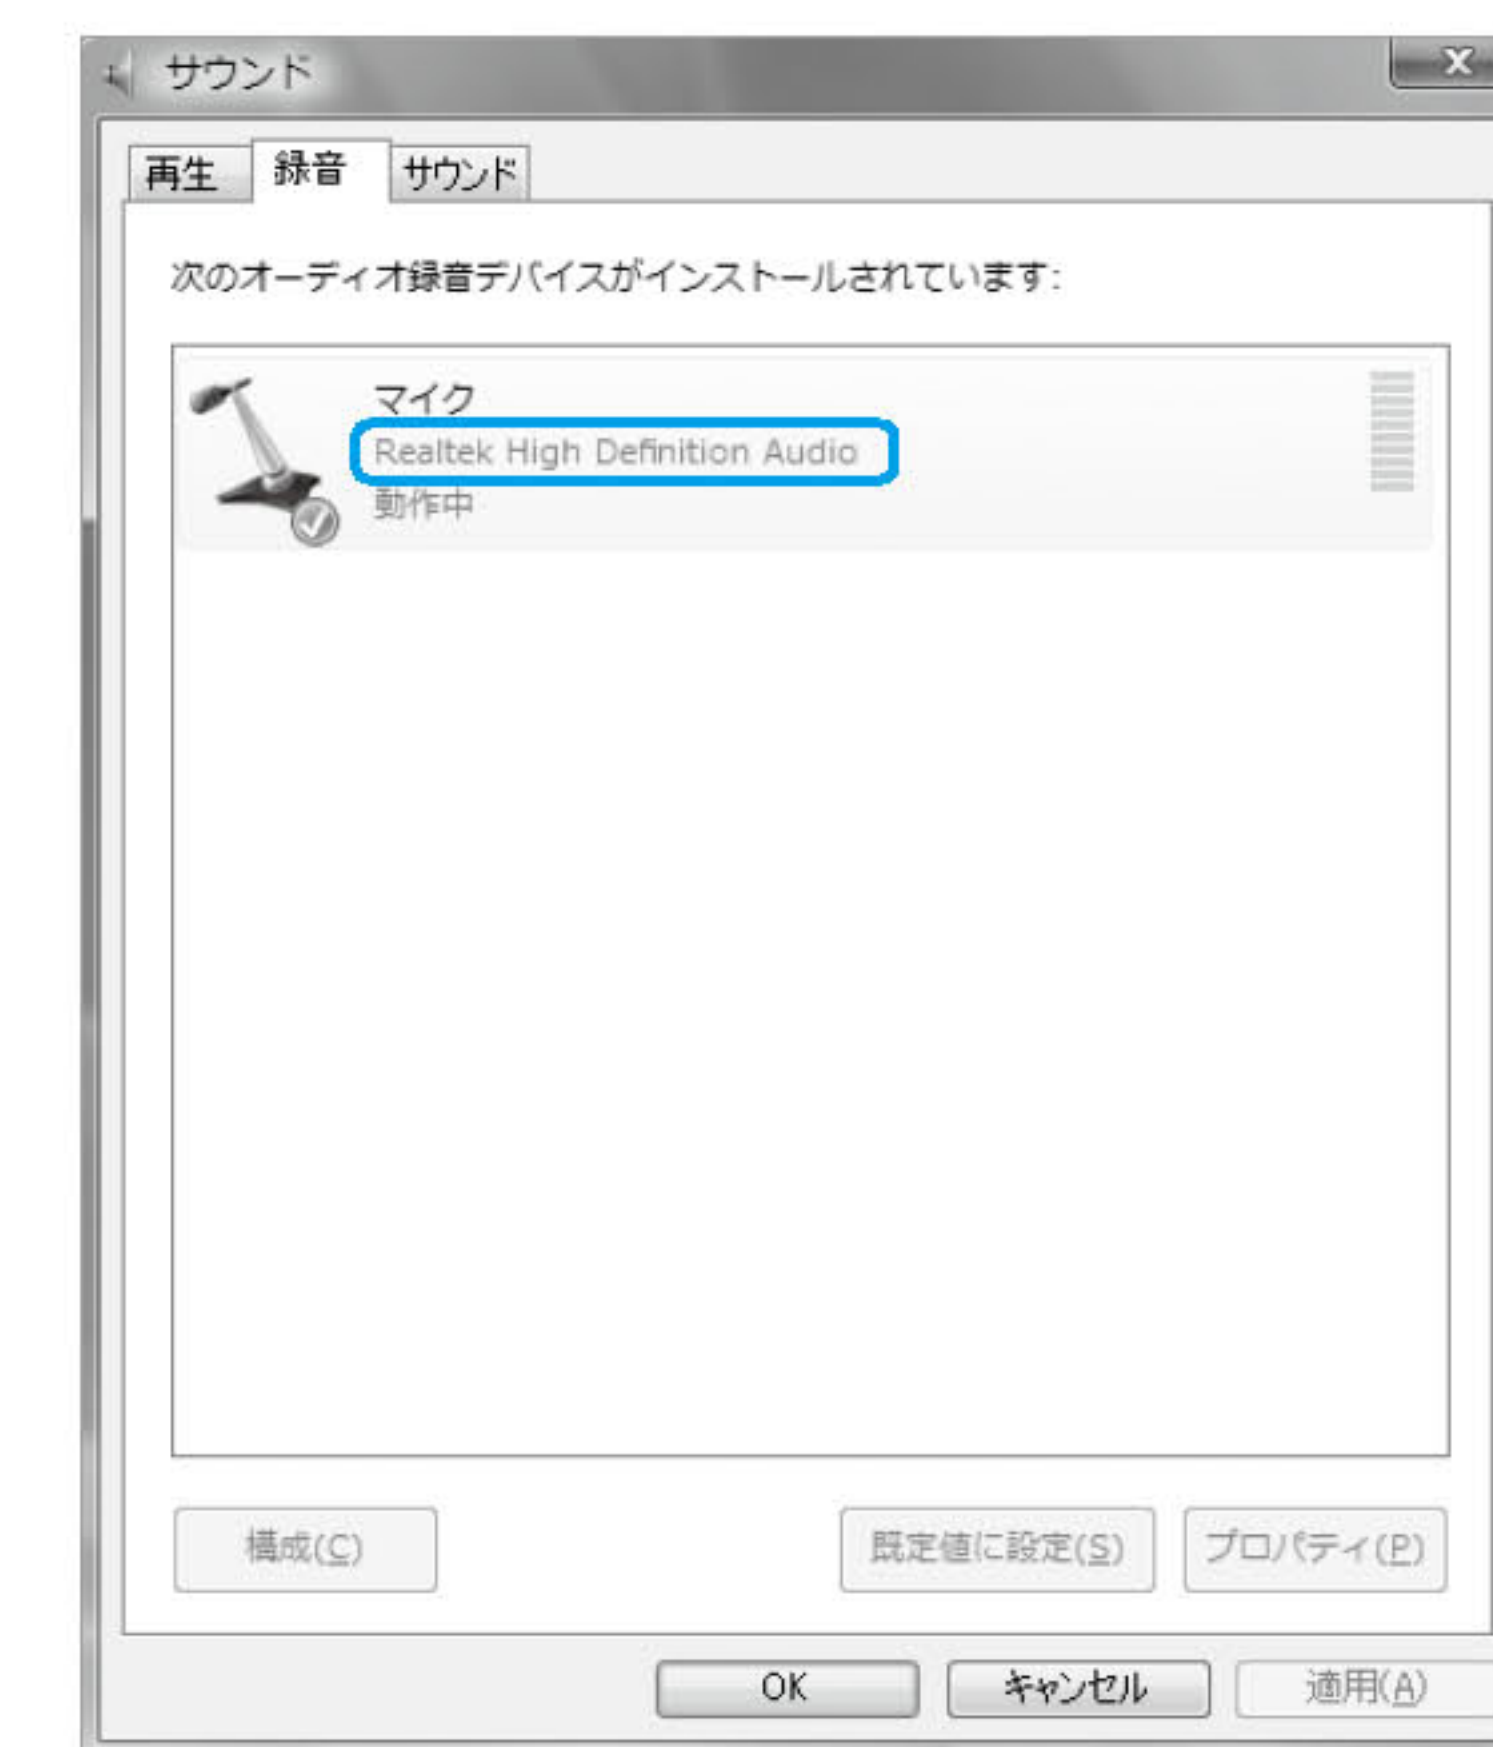 サウンド
再生 録音 サウンド
次のオーディオ録音デバイスがインストールされています:
マイク
Realtek High Definition Audio
動作中
構成(C) 既定値に設定(S) プロパティ(P)
OK キャンセル 適用(A)